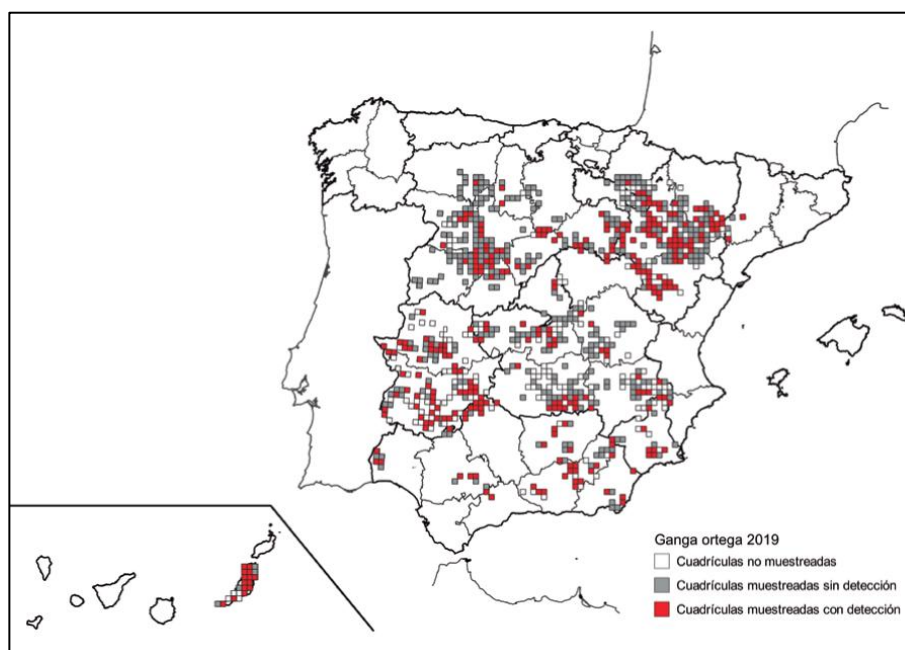 Ganga ortega 2019
Cuadrículas no muestreadas
Cuadrículas muestreadas sin detección
Cuadrículas muestreadas con detección